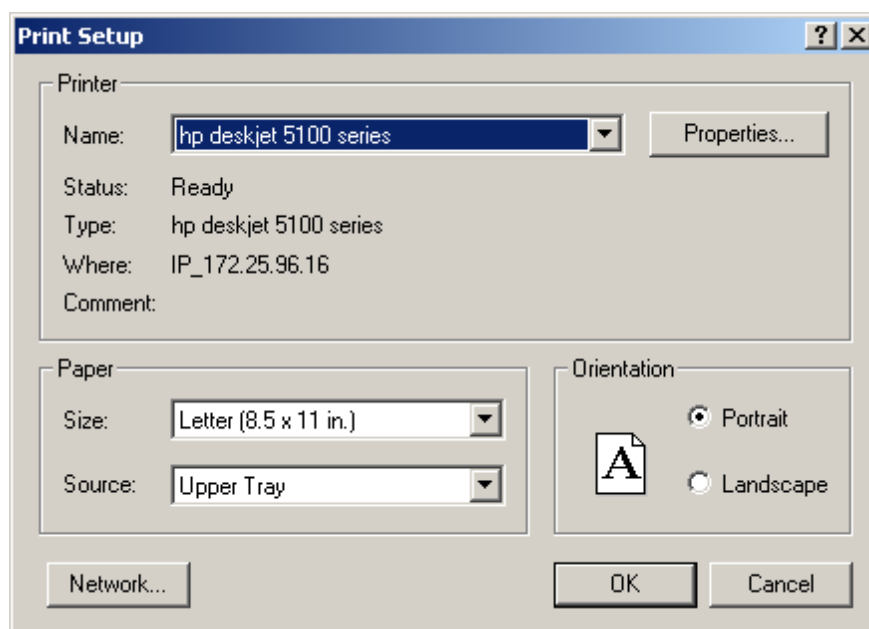 Print Setup
Printer
Name: hp deskjet 5100 series Properties...
Status: Ready
Type: hp deskjet 5100 series
Where: IP_172.25.96.16
Comment:
Paper
Size: Letter (8.5 x 11 in.)
Source: Upper Tray
Orientation
A
Portrait
Landscape
Network... OK Cancel